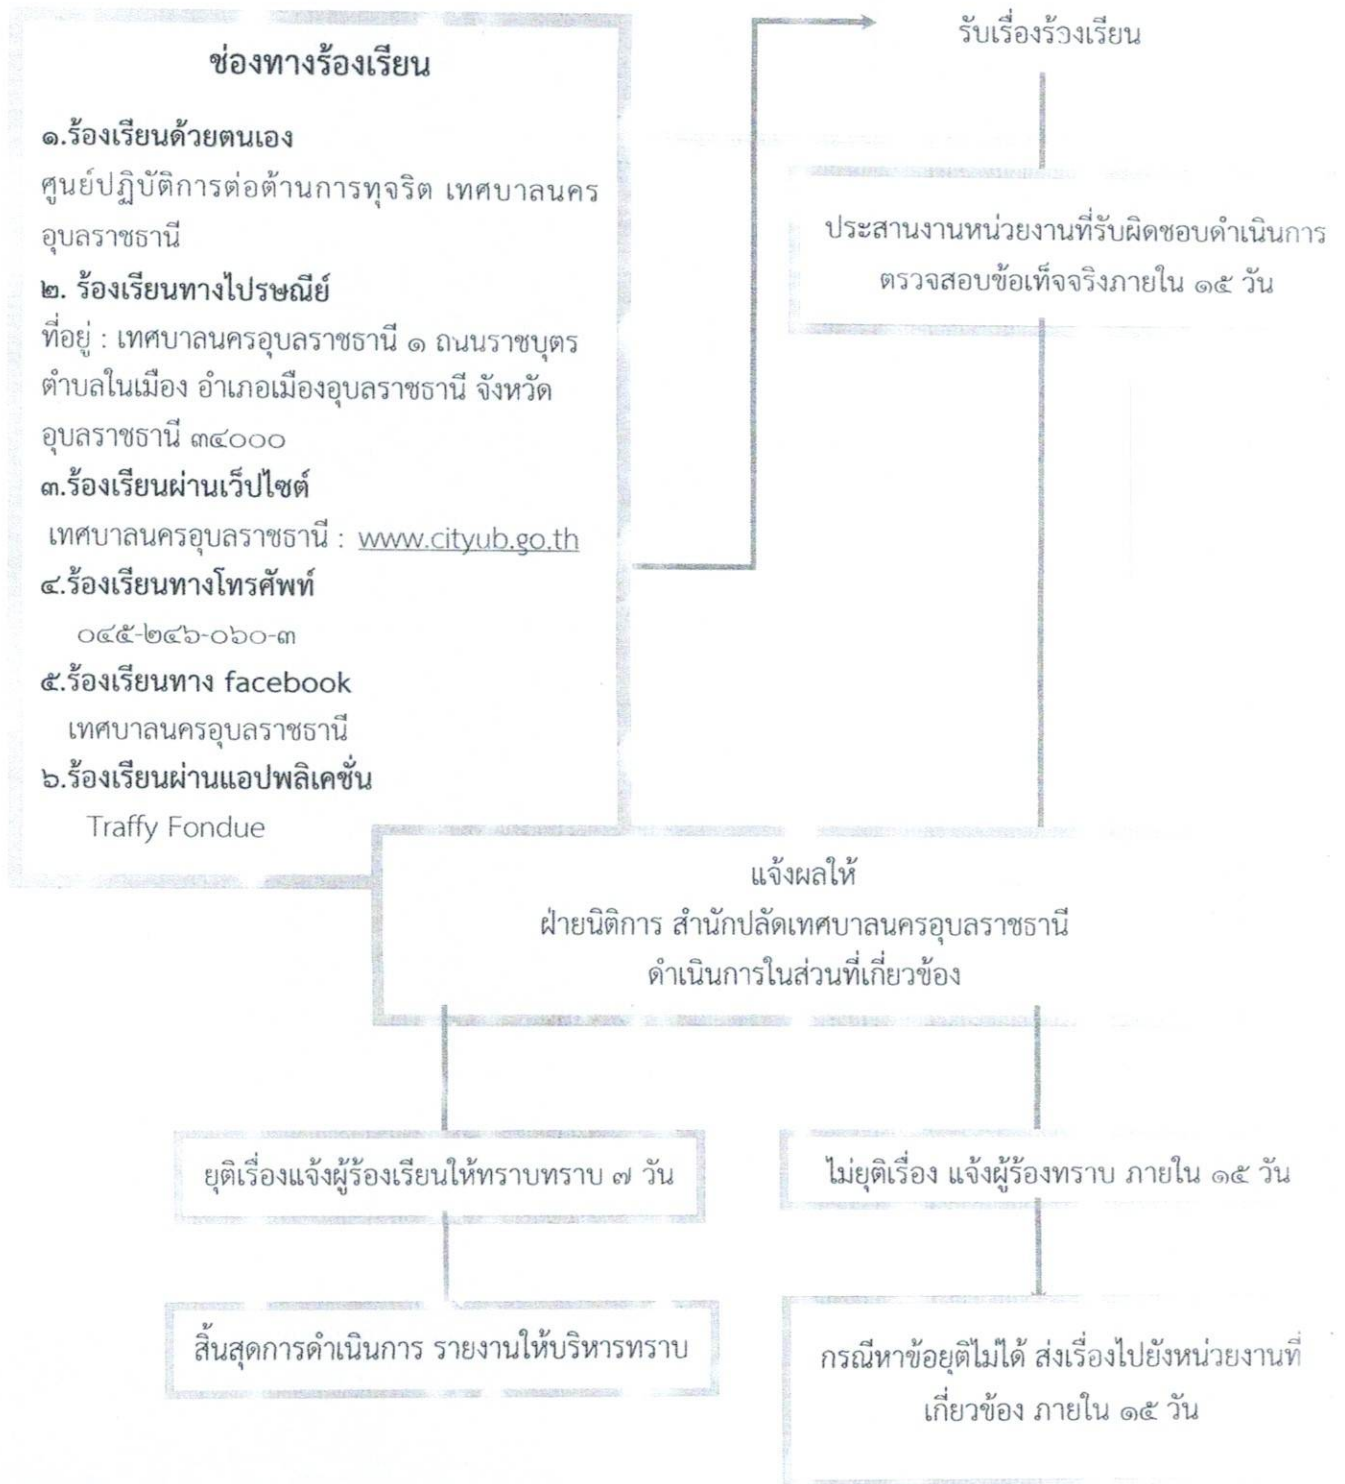 ช่องทางร้องเรียน
๑.ร้องเรียนด้วยตนเอง
ศูนย์ปฏิบัติการต่อต้านการทุจริต เทศบาลนคร
อุบลราชธานี
๒. ร้องเรียนทางไปรษณีย์
ที่อยู่ : เทศบาลนครอุบลราชธานี ๑ ถนนราชบุตร
ตำบลในเมือง อำเภอเมืองอุบลราชธานี จังหวัด
อุบลราชธานี ๓๔๐๐๐
๓.ร้องเรียนผ่านเว็ปไซต์
เทศบาลนครอุบลราชธานี : www.cityub.go.th
๔.ร้องเรียนทางโทรศัพท์
๐๔๕-๒๔๖-๐๖๐-๓
๕.ร้องเรียนทาง facebook
เทศบาลนครอุบลราชธานี
๖.ร้องเรียนผ่านแอปพลิเคชั่น
Traffy Fondue
รับเรื่องร้วงเรียน
ประสานงานหน่วยงานที่รับผิดชอบดำเนินการ
ตรวจสอบข้อเท็จจริงภายใน ๑๕ วัน
แจ้งผลให้
ฝ่ายนิติการ สำนักปลัดเทศบาลนครอุบลราชธานี
ดำเนินการในส่วนที่เกี่ยวข้อง
ยุติเรื่องแจ้งผู้ร้องเรียนให้ทราบทราบ ๗ วัน
ไม่ยุติเรื่อง แจ้งผู้ร้องทราบ ภายใน ๑๕ วัน
สิ้นสุดการดำเนินการ รายงานให้บริหารทราบ
กรณีหาข้อยุติไม่ได้ ส่งเรื่องไปยังหน่วยงานที่
เกี่ยวข้อง ภายใน ๑๕ วัน